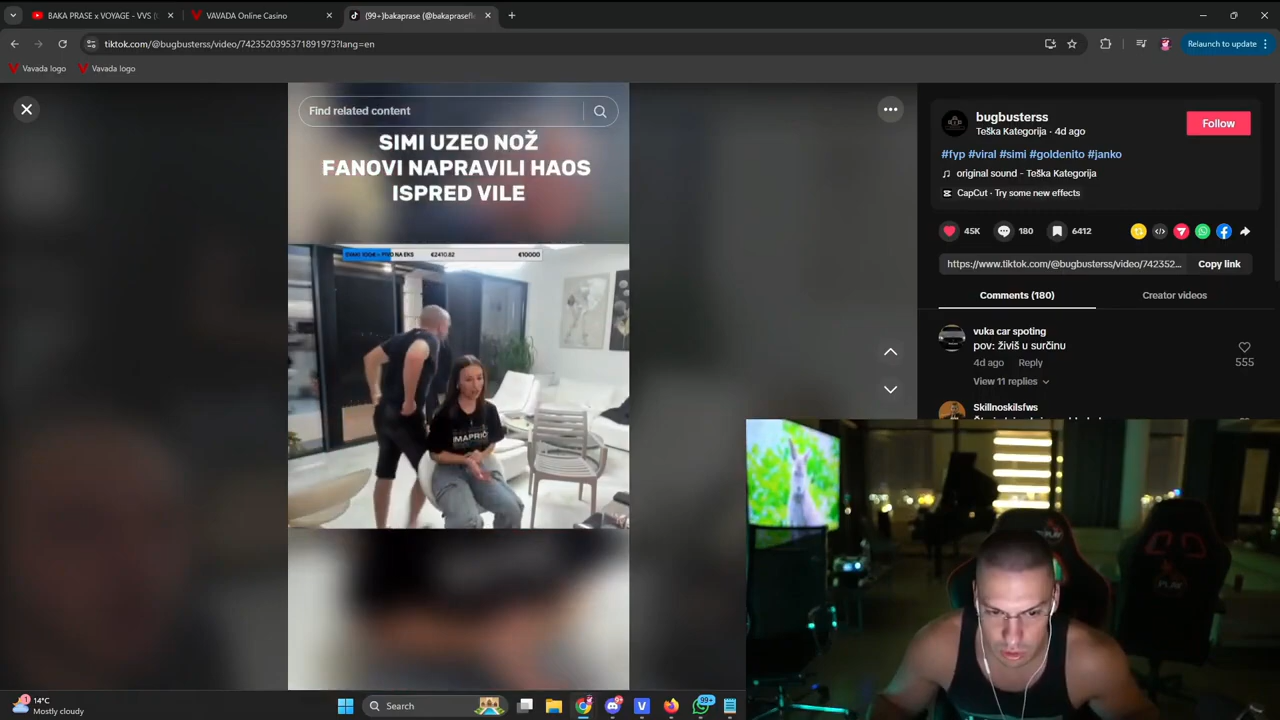 BAKA PRASE x VOYAGE - VVS (
VAVADA Online Casino
(99+)bakaprase (@bakaprasefl
tiktok.com/@bugbusterss/video/7423520395371891973?lang=en
Relaunch to update
Vavada logo
Vavada logo
Find related content
SIMI UZEO NOŽ
FANOVI NAPRAVILI HAOS
ISPRED VILE
€2410.82
€10000
bugbusterss
Teška Kategorija · 4d ago
Follow
#fyp #viral #simi #goldenito #janko
original sound - Teška Kategorija
CapCut · Try some new effects
45K
180
6412
https://www.tiktok.com/@bugbusterss/video/742352...
Copy link
Comments (180)
Creator videos
vuka car spoting
pov: živiš u surčinu
555
4d ago
Reply
View 11 replies
Skillnoskilsfws
PLAY
14°C
Mostly cloudy
Search
99+